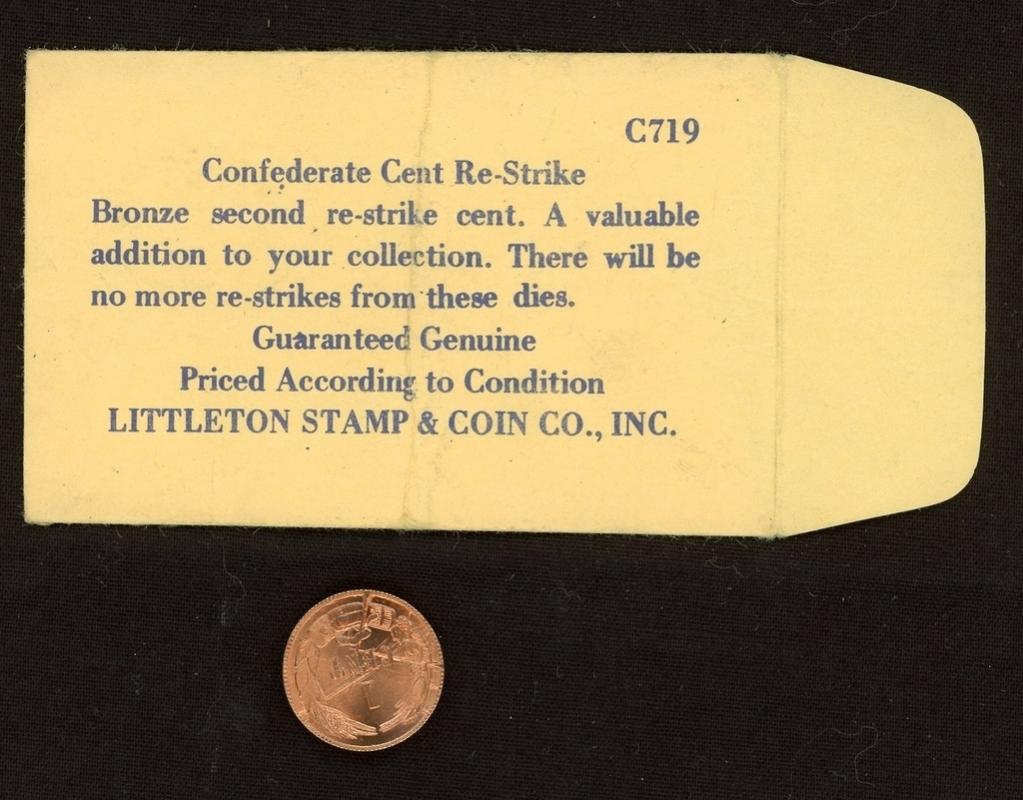 C719
Confederate Cent Re-Strike
Bronze second re-strike cent. A valuable
addition to your collection. There will be
no more re-strikes from these dies.
Guaranteed Genuine
Priced According to Condition
LITTLETON STAMP & COIN CO., INC.